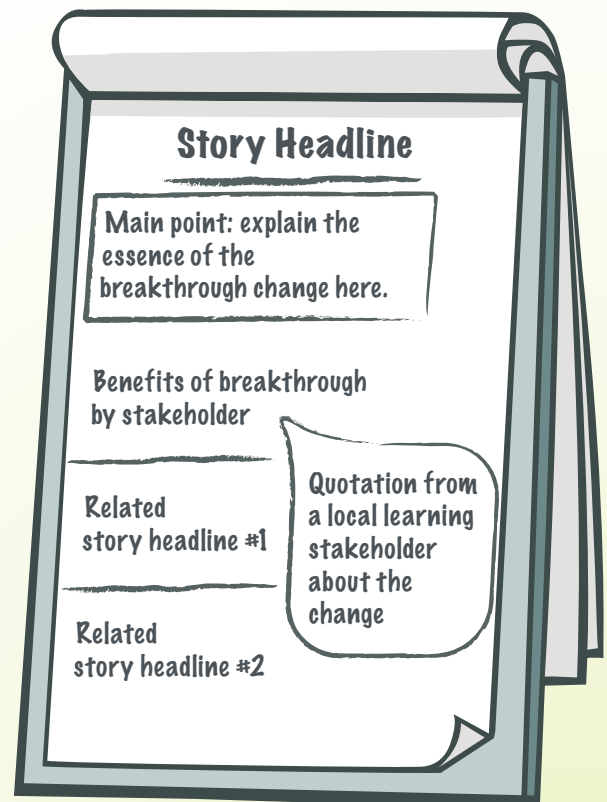 Story Headline
Main point: explain the
essence of the
breakthrough change here.
Benefits of breakthrough
by stakeholder
Related
story headline #1
Related
story headline #2
Quotation from
a local learning
stakeholder
about the
change